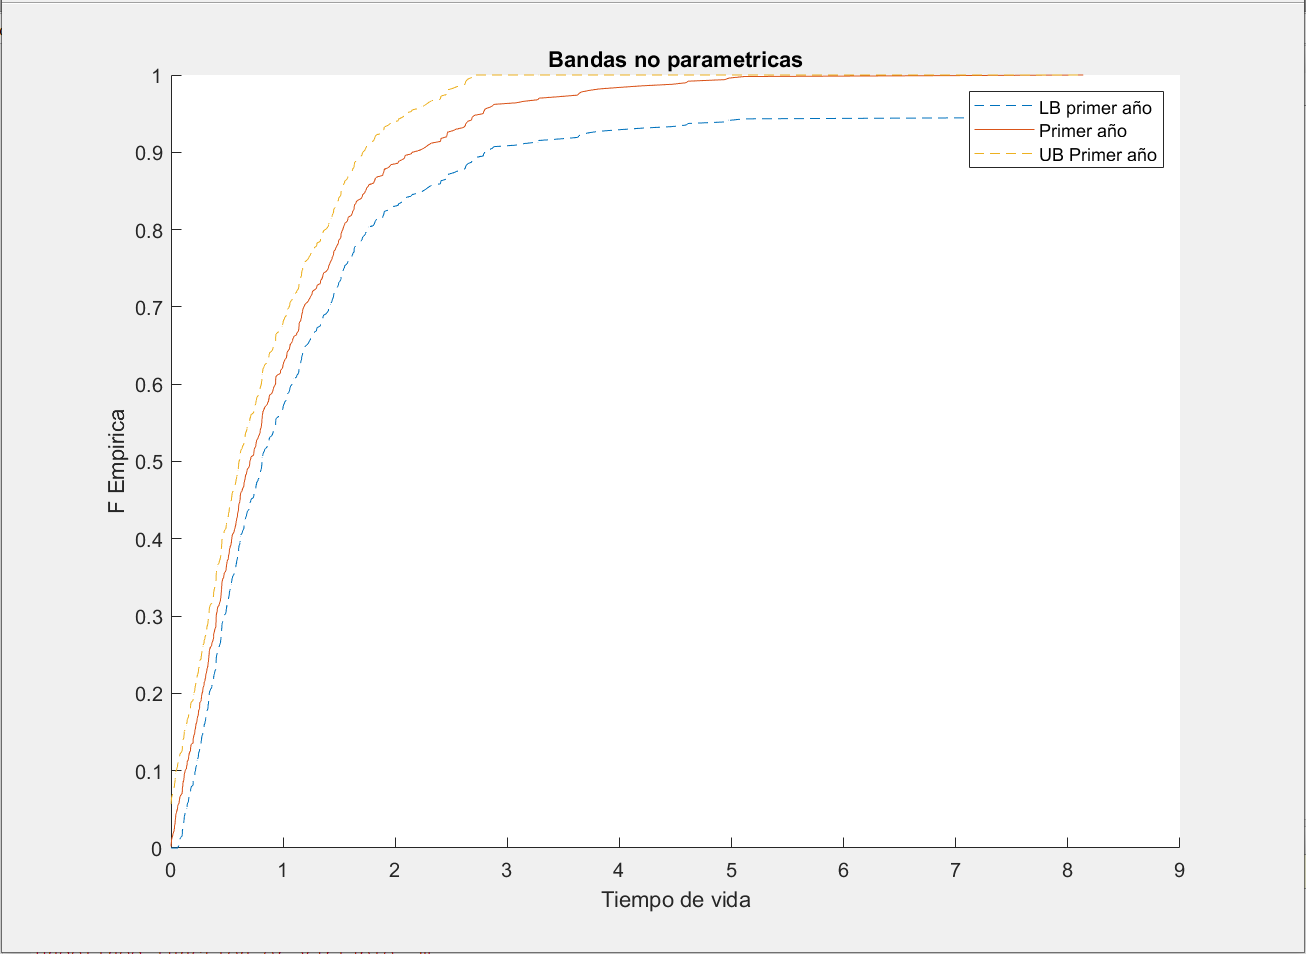 Bandas no parametricas
1
0.9
0.8
0.7
0.6
0.5
0.4
0.3
0.2
0.1
0
F Empirica
LB primer año
Primer año
UB Primer año
0 1 2 3 4 5 6 7 8 9
Tiempo de vida